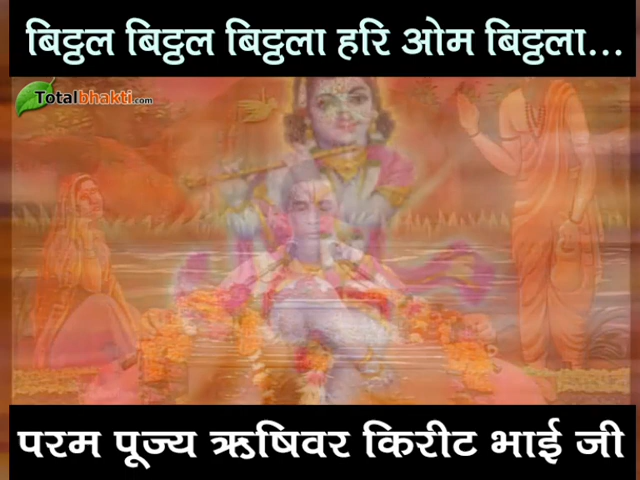 बिट्ठल बिट्ठल बिट्ठला हरि ओम बिट्ठला...
Totalbhakti.com
परम पूज्य ऋषिवर किरीट भाई जी